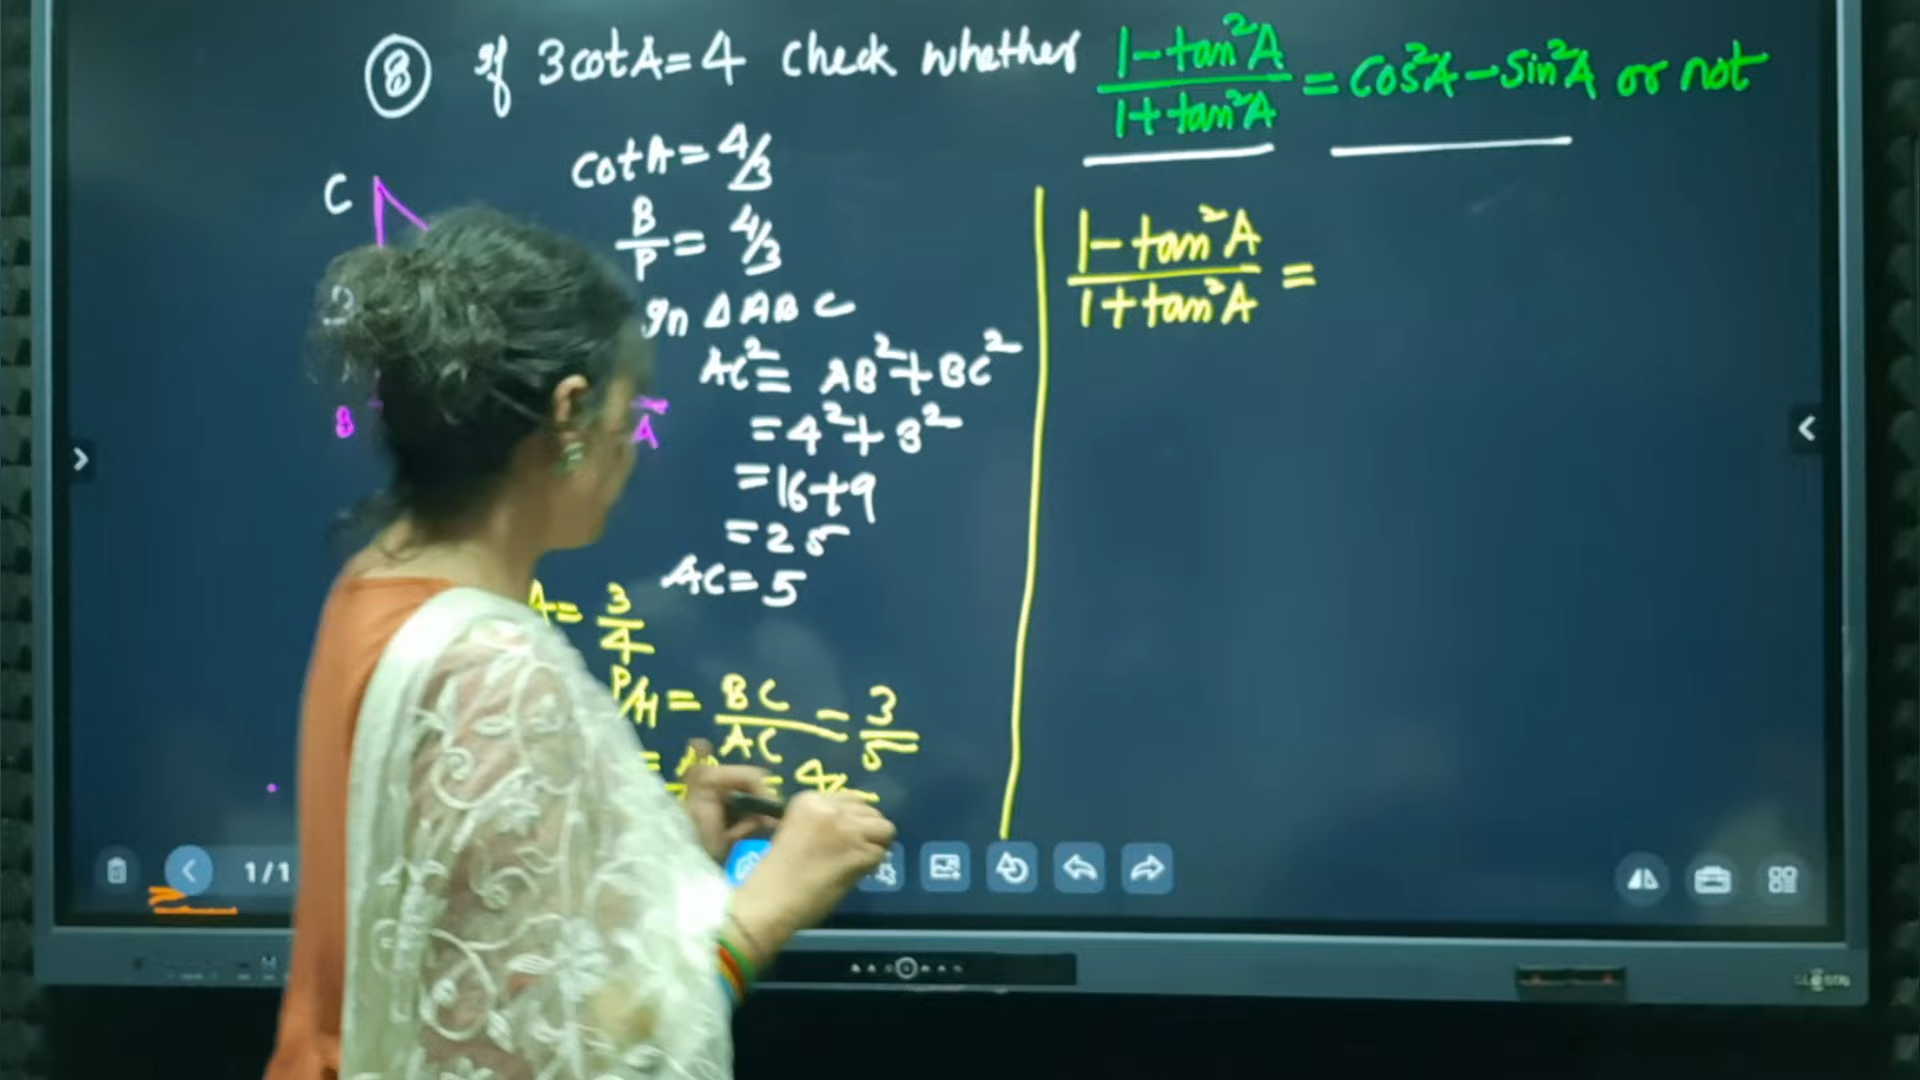 ⑧ If 3cotA=4 check whether 1-tan²A/1+tan²A = cos²A-sin²A or not
cotA = 4/3
B/P = 4/3
C
B
A
In ΔABC
AC² = AB²+BC²
= 4²+3²
= 16+9
= 25
AC = 5
A = 3/4
P/H = BC/AC = 3/5
1-tan²A/1+tan²A =
1/1